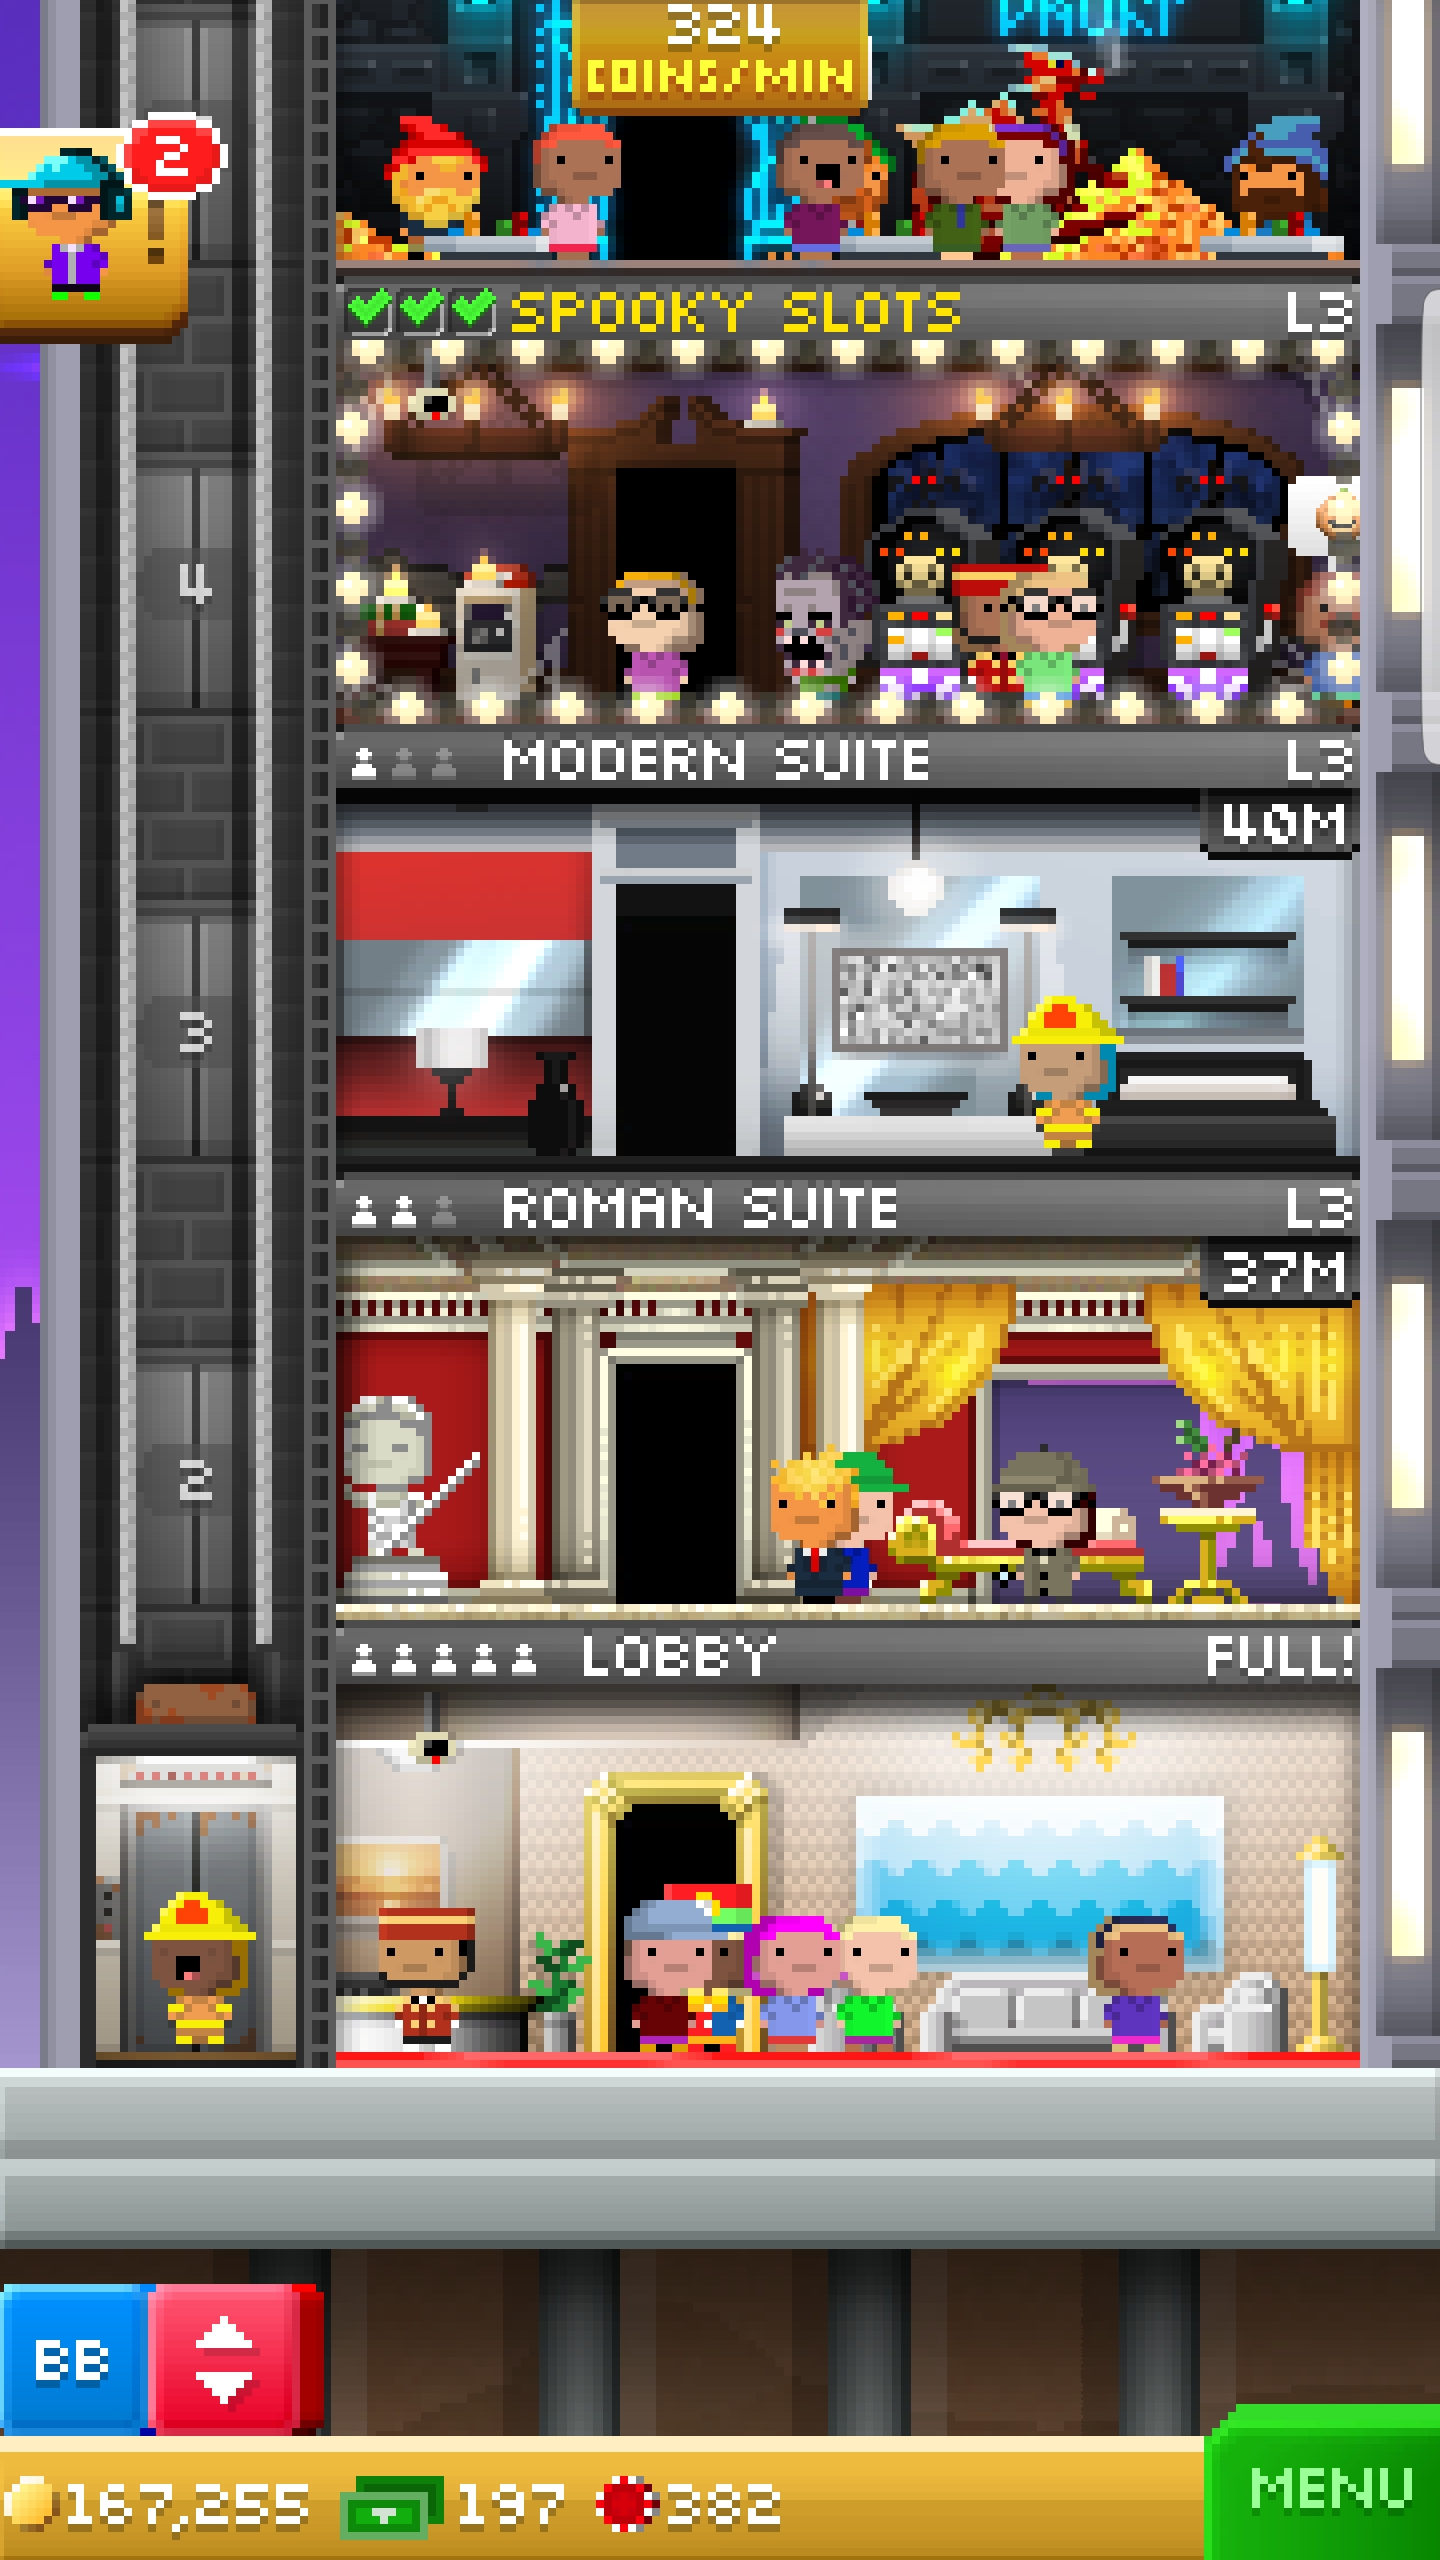 324
COINS/MIN
2
SPOOKY SLOTS L3
4
MODERN SUITE L3
40M
3
ROMAN SUITE L3
37M
2
LOBBY FULL!
BB
167,255 197 382
MENU